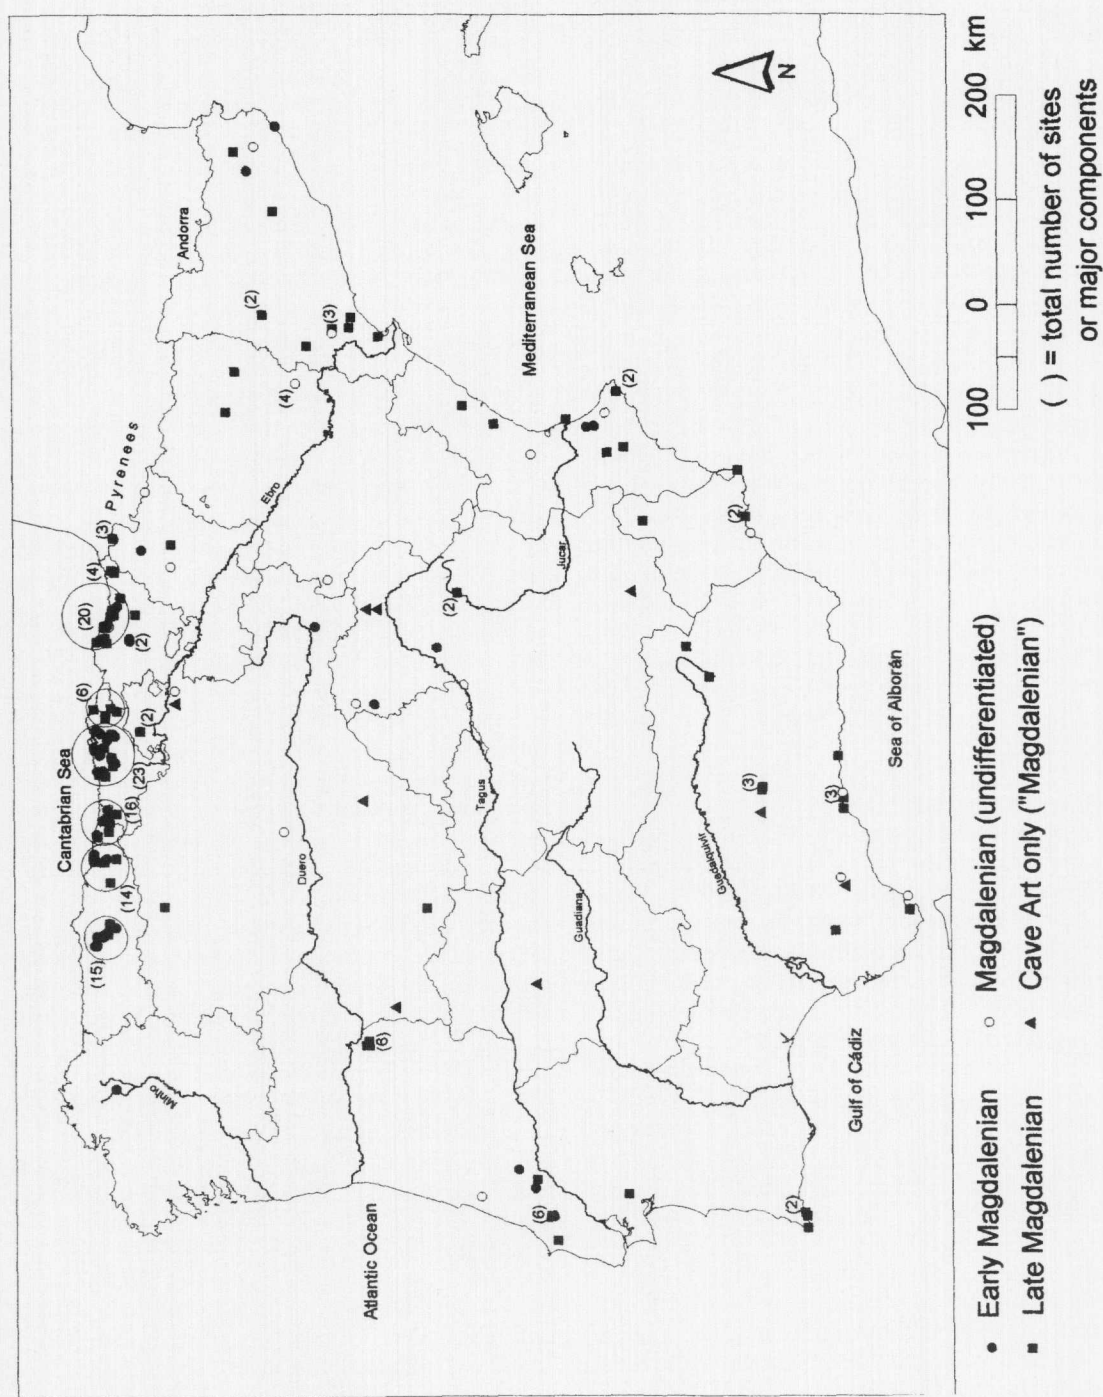 Cantabrian Sea
(6)
(20)
(4)
(15)
(3)
Pyrenees
(14)
(16)
(23)
(2)
(2)
Minho
Andorra
(2)
Ebro
(4)
Duero
(3)
Atlantic Ocean
(8)
(2)
Tagus
Mediterranean Sea
(6)
Jucar
Guadiana
(2)
Guadalquivir
(2)
(3)
N
(2)
(3)
Gulf of Cádiz
Sea of Alborán
Early Magdalenian
Magdalenian (undifferentiated)
100 0 100 200 km
Late Magdalenian
Cave Art only ("Magdalenian")
( ) = total number of sites
or major components